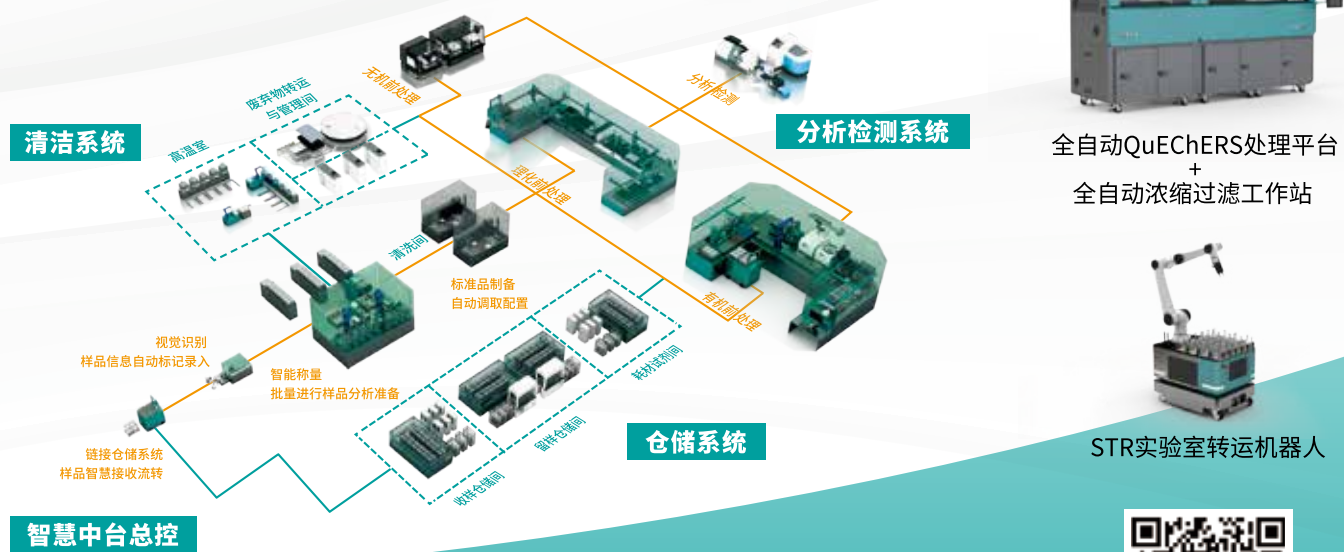 无机前处理
分析检测
废弃物转运
与管理间
清洁系统
高温室
分析检测系统
理化前处理
清洗间
标准品制备
自动调取配置
有机前处理
视觉识别
样品信息自动标记录入
智能称量
批量进行样品分析准备
耗材试剂间
留样仓储间
仓储系统
链接仓储系统
样品智慧接收流转
收样仓储间
智慧中台总控
全自动QuEChERS处理平台
+
全自动浓缩过滤工作站
STR实验室转运机器人